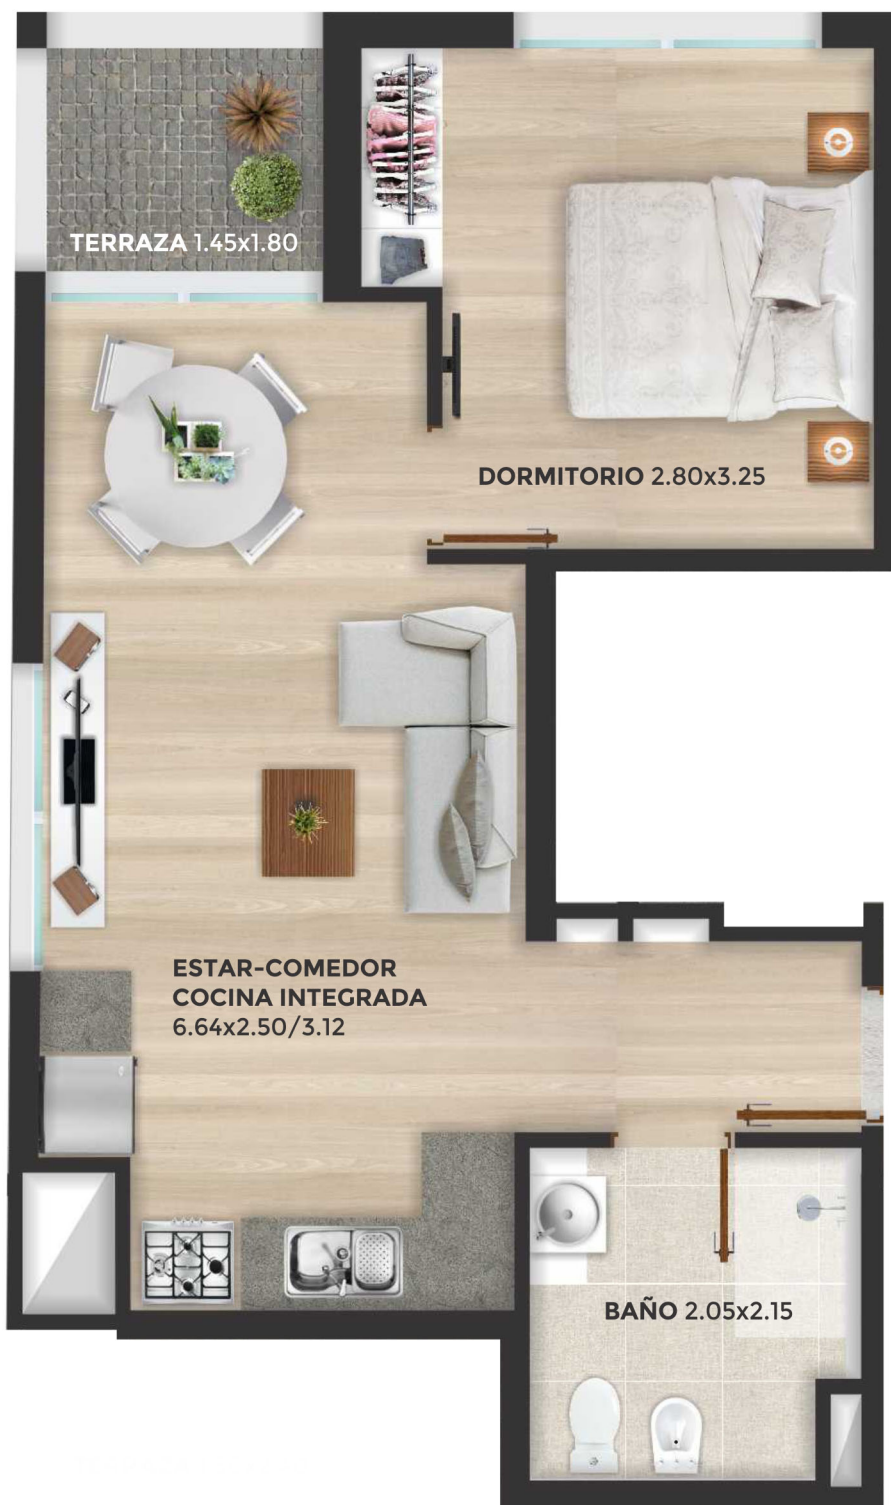 TERRAZA 1.45x1.80
DORMITORIO 2.80x3.25
ESTAR-COMEDOR
COCINA INTEGRADA
6.64x2.50/3.12
BAÑO 2.05x2.15